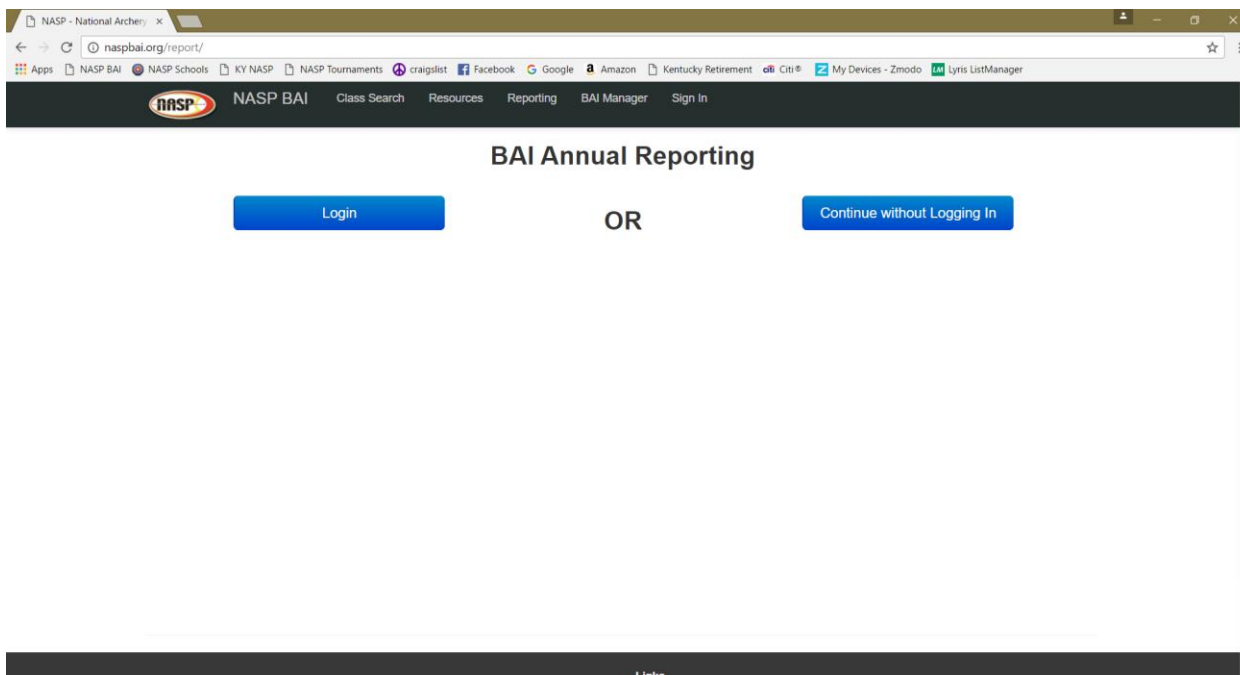 NASP - National Archery
naspbai.org/report/
Apps NASP BAI NASP Schools KY NASP NASP Tournaments craigslist Facebook Google Amazon Kentucky Retirement citi Citi® My Devices - Zmodo LM Lyris ListManager
NASP NASP BAI Class Search Resources Reporting BAI Manager Sign In
BAI Annual Reporting
Login OR Continue without Logging In
Links